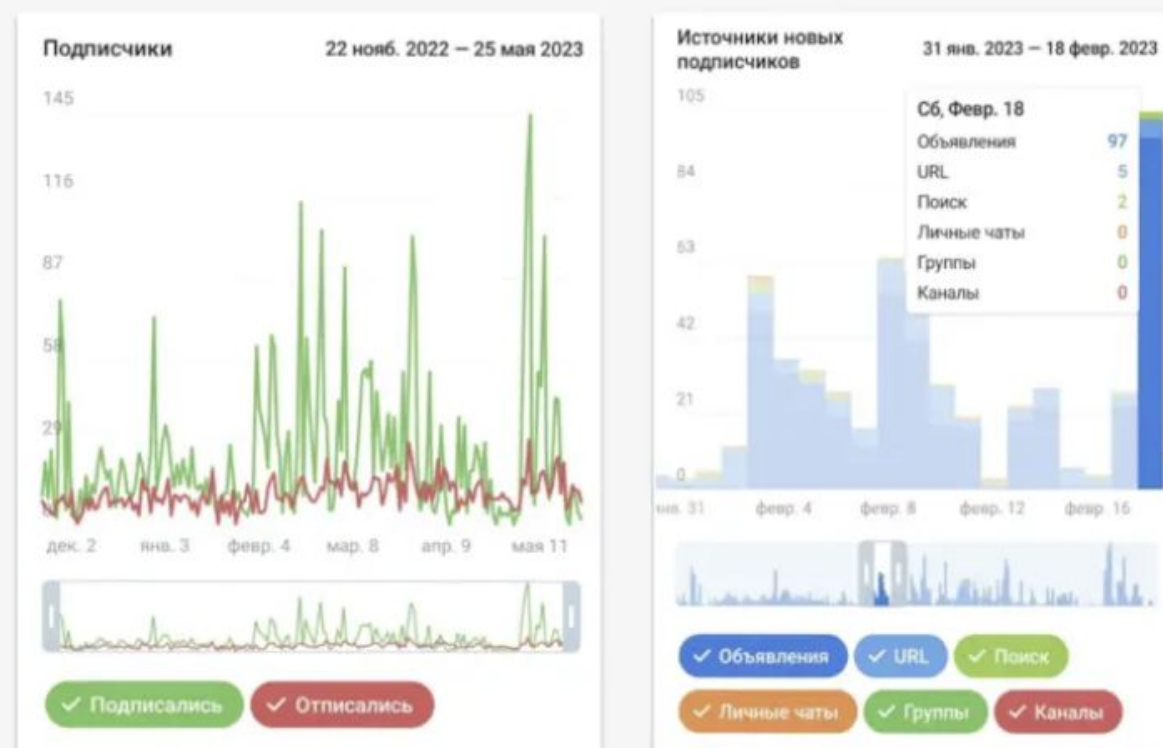 Подписчики
22 нояб. 2022 — 25 мая 2023
145
116
87
58
29
дек. 2 янв. 3 февр. 4 мар. 8 апр. 9 мая 11
Подписались Отписались
Источники новых
подписчиков
31 янв. 2023 — 18 февр. 2023
105
84
63
42
21
0
Сб, Февр. 18
Объявления 97
URL 5
Поиск 2
Личные чаты 0
Группы 0
Каналы 0
31 февр. 4 февр. 8 февр. 12 февр. 16
Объявления URL Поиск
Личные чаты Группы Каналы